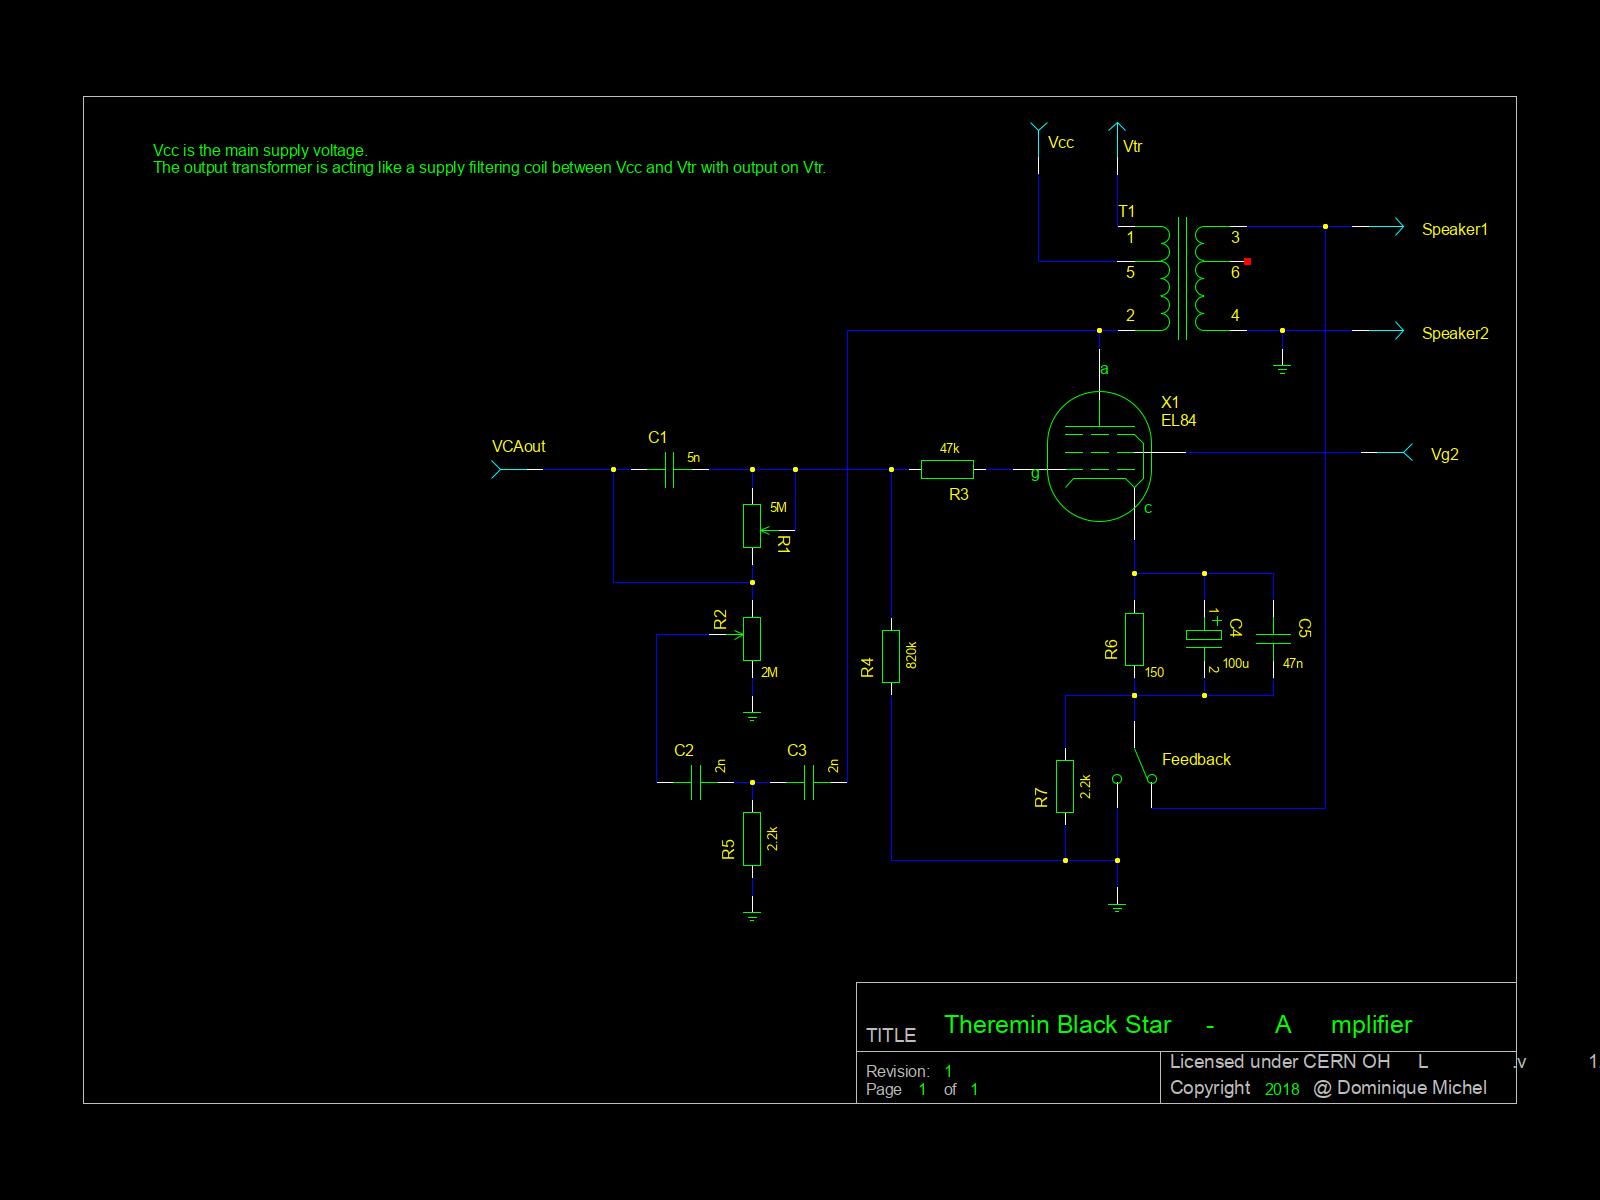 Vcc is the main supply voltage.
The output transformer is acting like a supply filtering coil between Vcc and Vtr with output on Vtr.
Vcc
Vtr
T1
1
5
2
3
6
4
Speaker1
Speaker2
a
X1
EL84
g
c
Vg2
VCAout
C1
5n
47k
R3
5M
R1
R2
2M
R4
820k
C2
2n
C3
2n
R5
2.2k
R6
150
1
+
2
C4
100u
C5
47n
R7
2.2k
Feedback
TITLE Theremin Black Star - A mplifier
Revision: 1
Page 1 of 1
Licensed under CERN OH L .v 1.
Copyright 2018 @ Dominique Michel